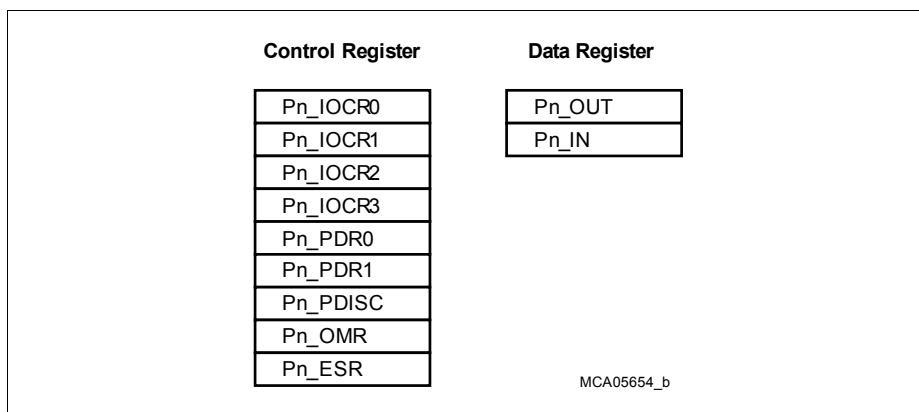 Control Register
Data Register
Pn_IOCR0
Pn_OUT
Pn_IOCR1
Pn_IN
Pn_IOCR2
Pn_IOCR3
Pn_PDR0
Pn_PDR1
Pn_PDISC
Pn_OMR
Pn_ESR
MCA05654_b